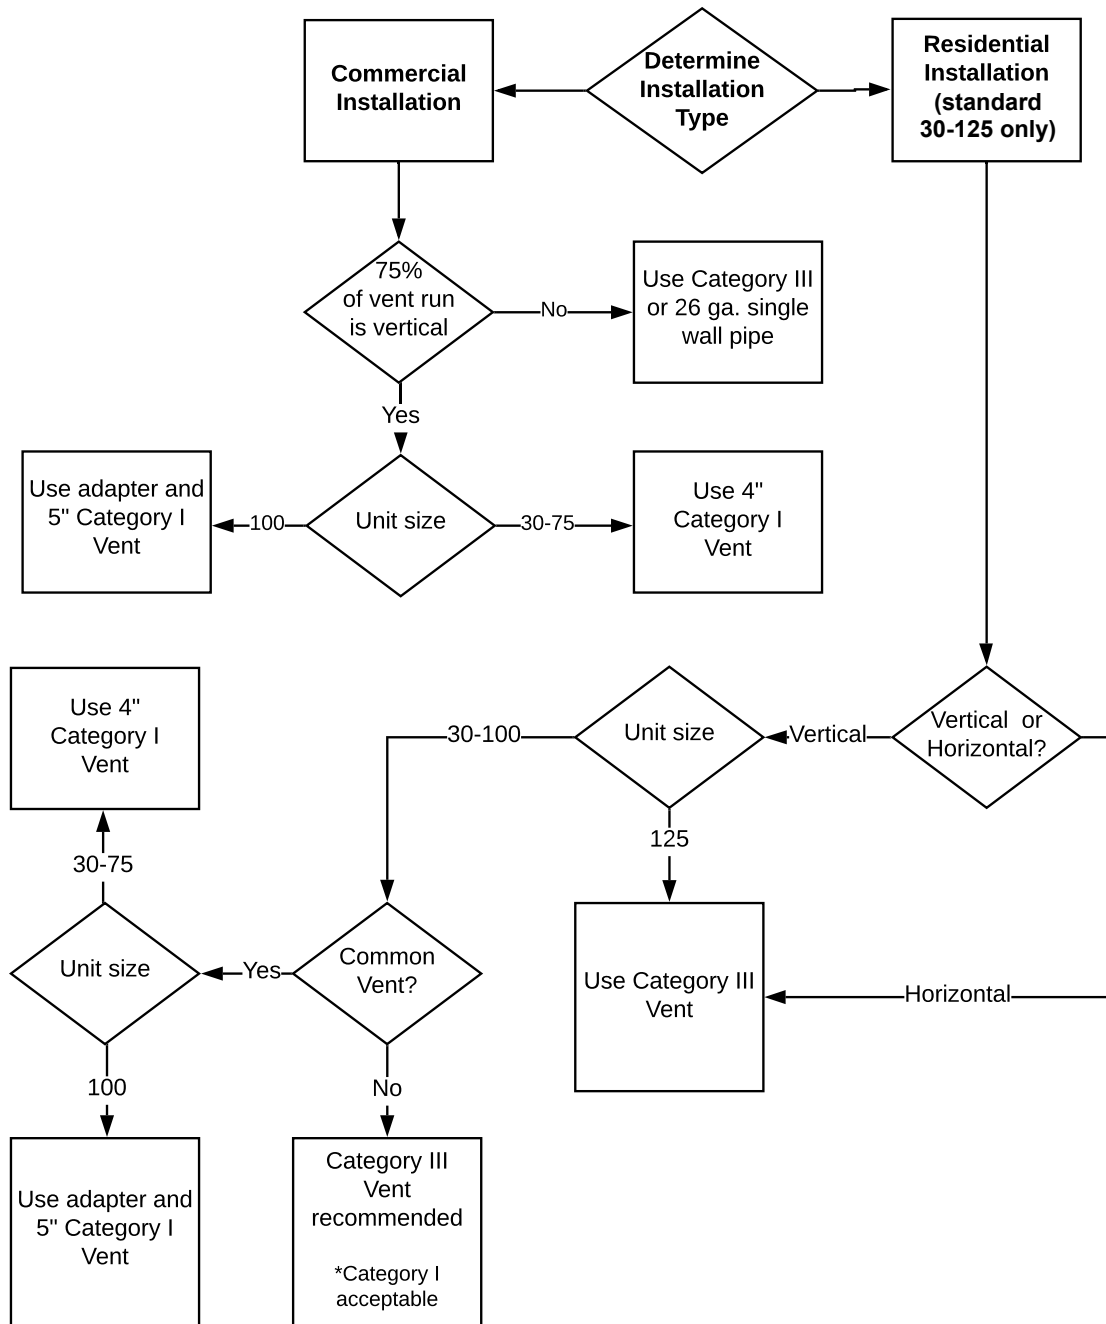 Commercial
Installation
Determine
Installation
Type
Residential
Installation
(standard
30-125 only)
75%
of vent run
is vertical
No
Use Category III
or 26 ga. single
wall pipe
Yes
Use adapter and
5" Category I
Vent
100
Unit size
30-75
Use 4"
Category I
Vent
Use 4"
Category I
Vent
30-100
Unit size
Vertical
Vertical or
Horizontal?
125
30-75
Unit size
Yes
Common
Vent?
Use Category III
Vent
Horizontal
100
No
Use adapter and
5" Category I
Vent
Category III
Vent
recommended
*Category I
acceptable